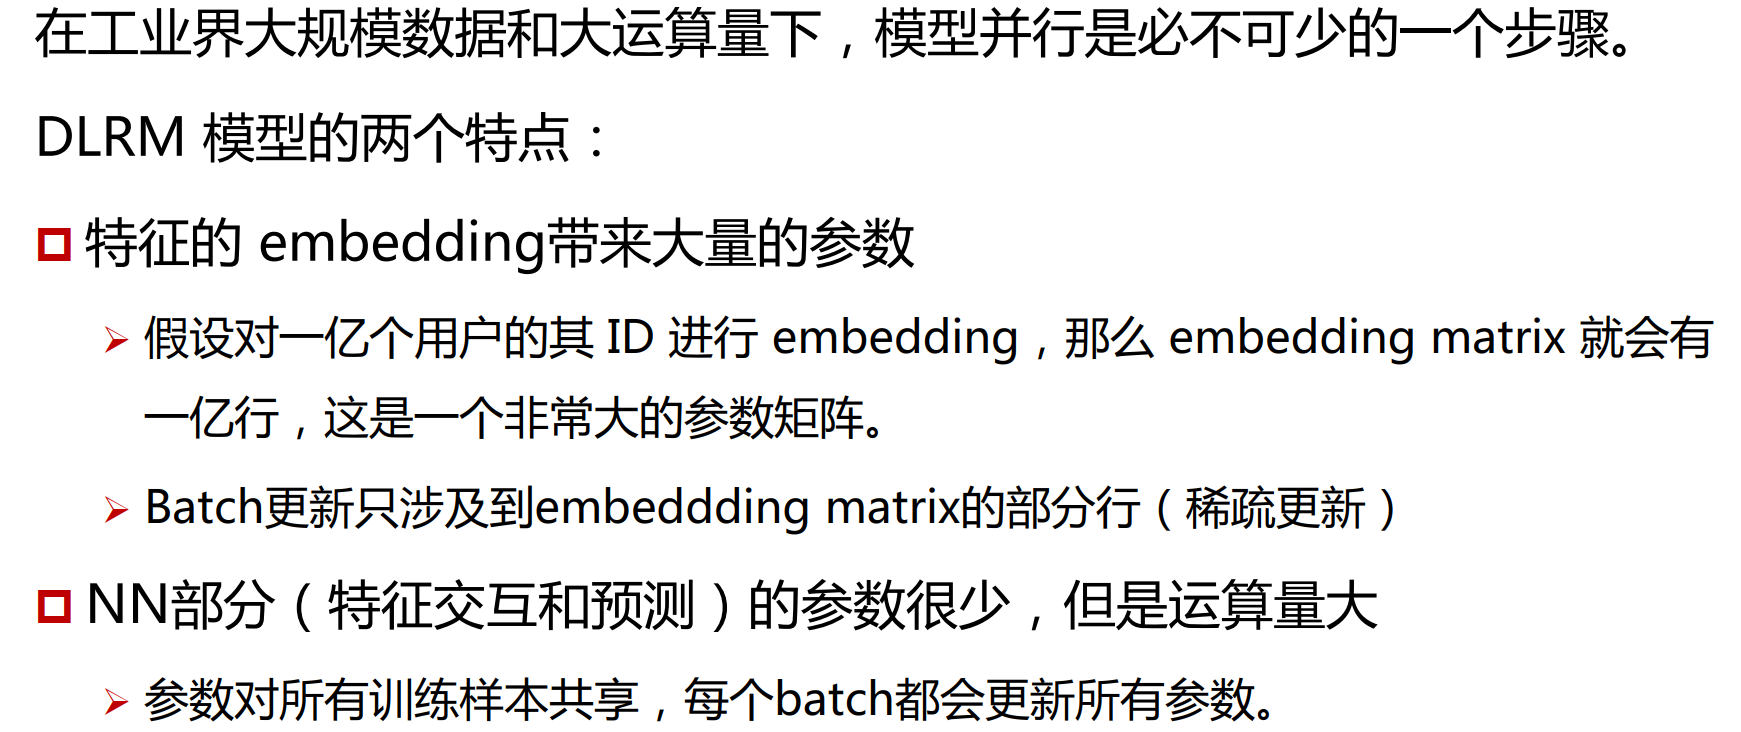 在工业界大规模数据和大运算量下，模型并行是必不可少的一个步骤。
DLRM 模型的两个特点：
特征的 embedding带来大量的参数
假设对一亿个用户的其 ID 进行 embedding，那么 embedding matrix 就会有
一亿行，这是一个非常大的参数矩阵。
Batch更新只涉及到embeddding matrix的部分行（稀疏更新）
NN部分（特征交互和预测）的参数很少，但是运算量大
参数对所有训练样本共享，每个batch都会更新所有参数。